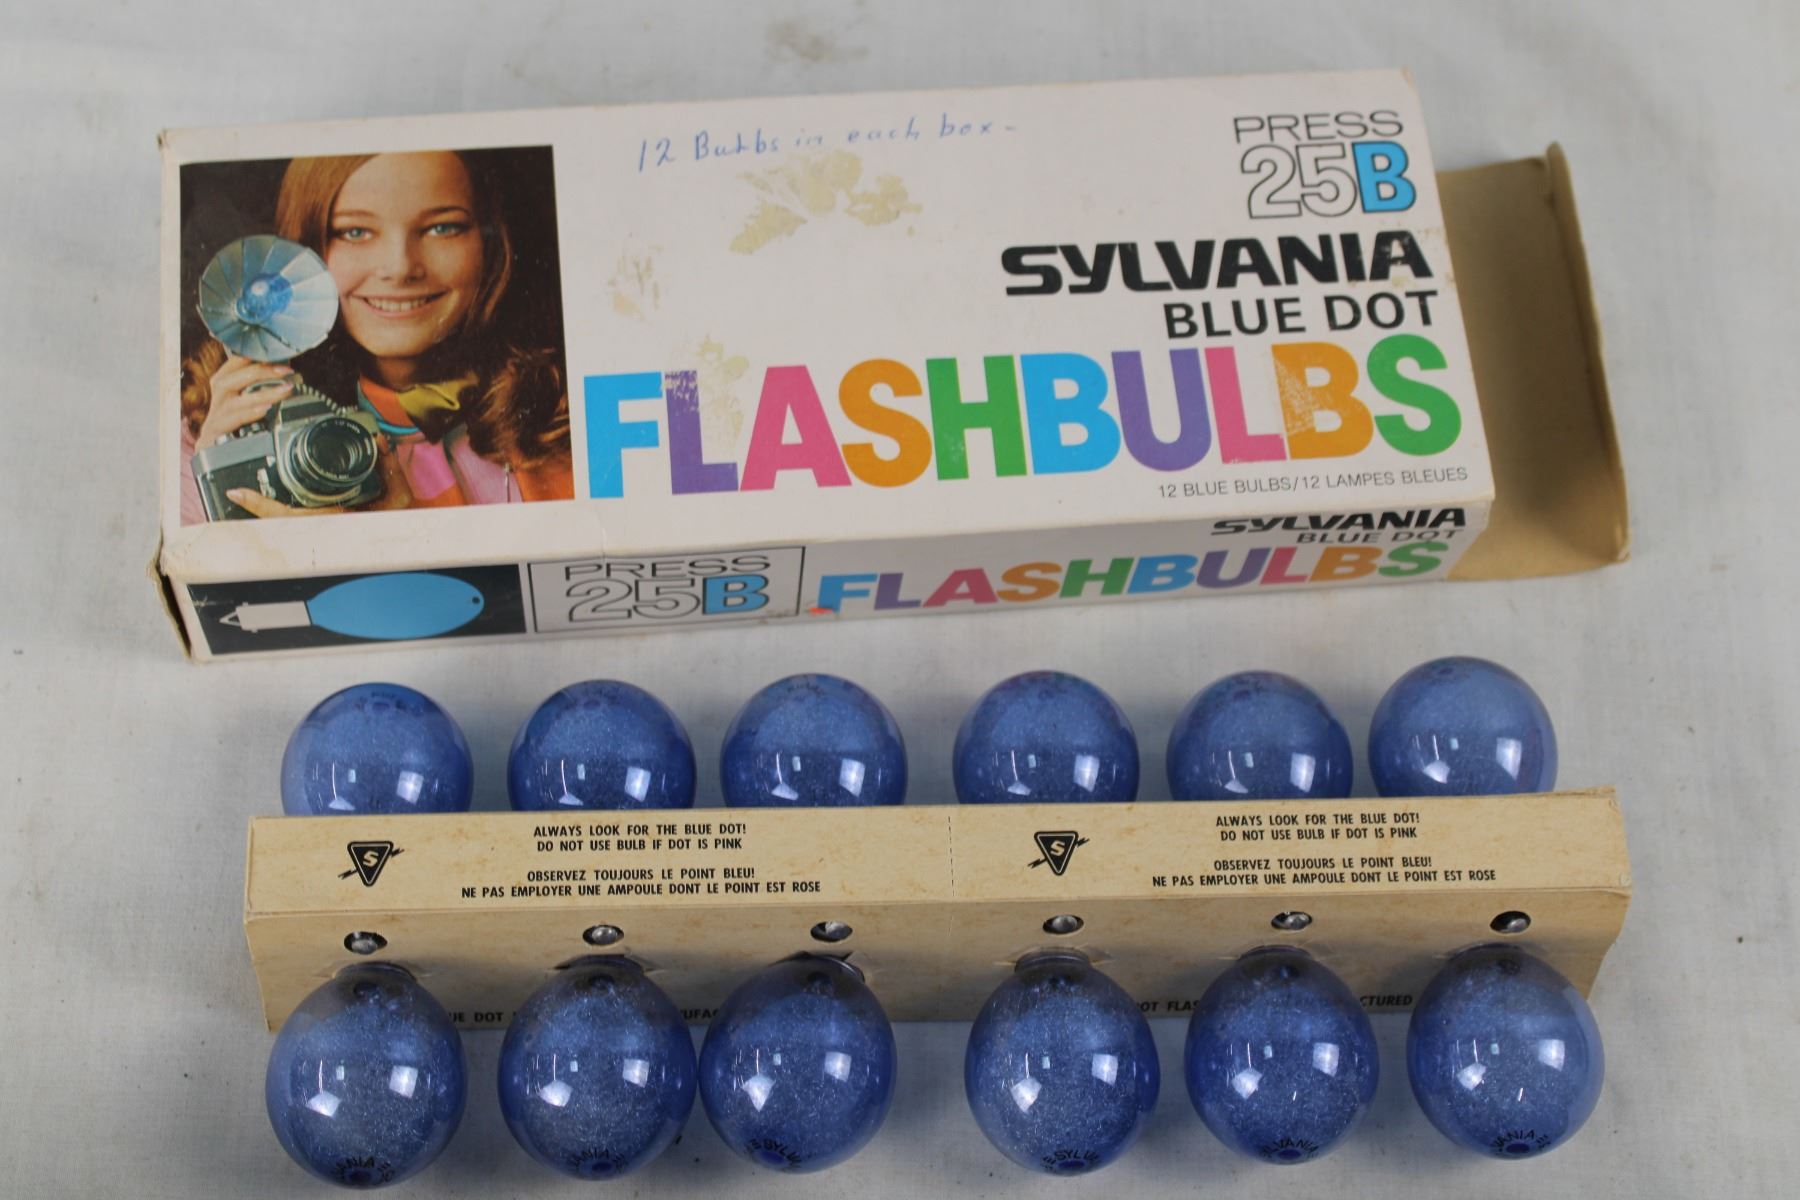 12 Bulbs in each box -
PRESS
25B
SYLVANIA
BLUE DOT
FLASHBULBS
12 BLUE BULBS/12 LAMPES BLEUES
SYLVANIA
BLUE DOT
PRESS
25B
FLASHBULBS
ALWAYS LOOK FOR THE BLUE DOT!
DO NOT USE BULB IF DOT IS PINK
OBSERVEZ TOUJOURS LE POINT BLEU!
NE PAS EMPLOYER UNE AMPOULE DONT LE POINT EST ROSE
S
ALWAYS LOOK FOR THE BLUE DOT!
DO NOT USE BULB IF DOT IS PINK
OBSERVEZ TOUJOURS LE POINT BLEU!
NE PAS EMPLOYER UNE AMPOULE DONT LE POINT EST ROSE
S
DOT
SYLVANIA